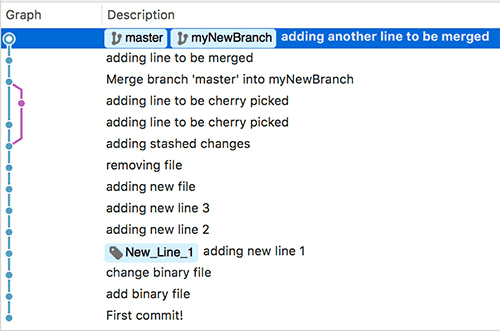 Graph Description
master myNewBranch adding another line to be merged
adding line to be merged
Merge branch 'master' into myNewBranch
adding line to be cherry picked
adding line to be cherry picked
adding stashed changes
removing file
adding new file
adding new line 3
adding new line 2
New_Line_1 adding new line 1
change binary file
add binary file
First commit!